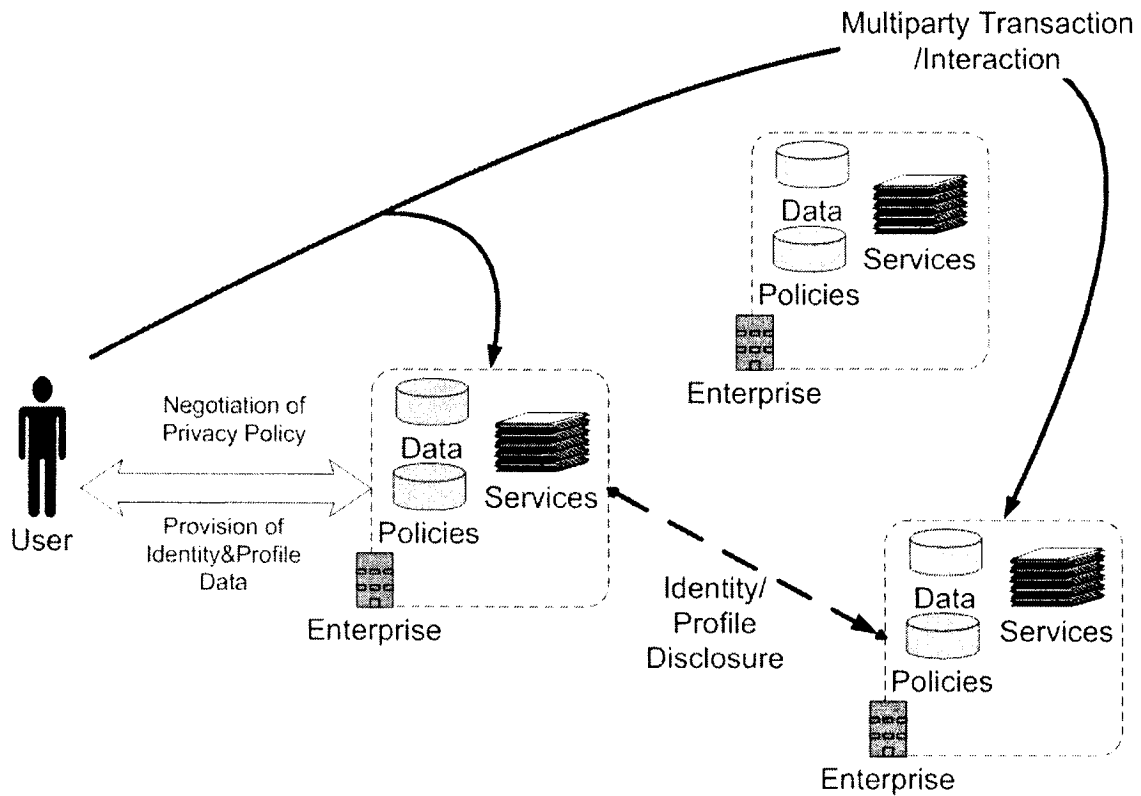 Multiparty Transaction
/Interaction
Data
Services
Policies
Enterprise
Negotiation of
Privacy Policy
Provision of
Identity&Profile
Data
User
Data
Services
Policies
Enterprise
Identity/
Profile
Disclosure
Data
Services
Policies
Enterprise